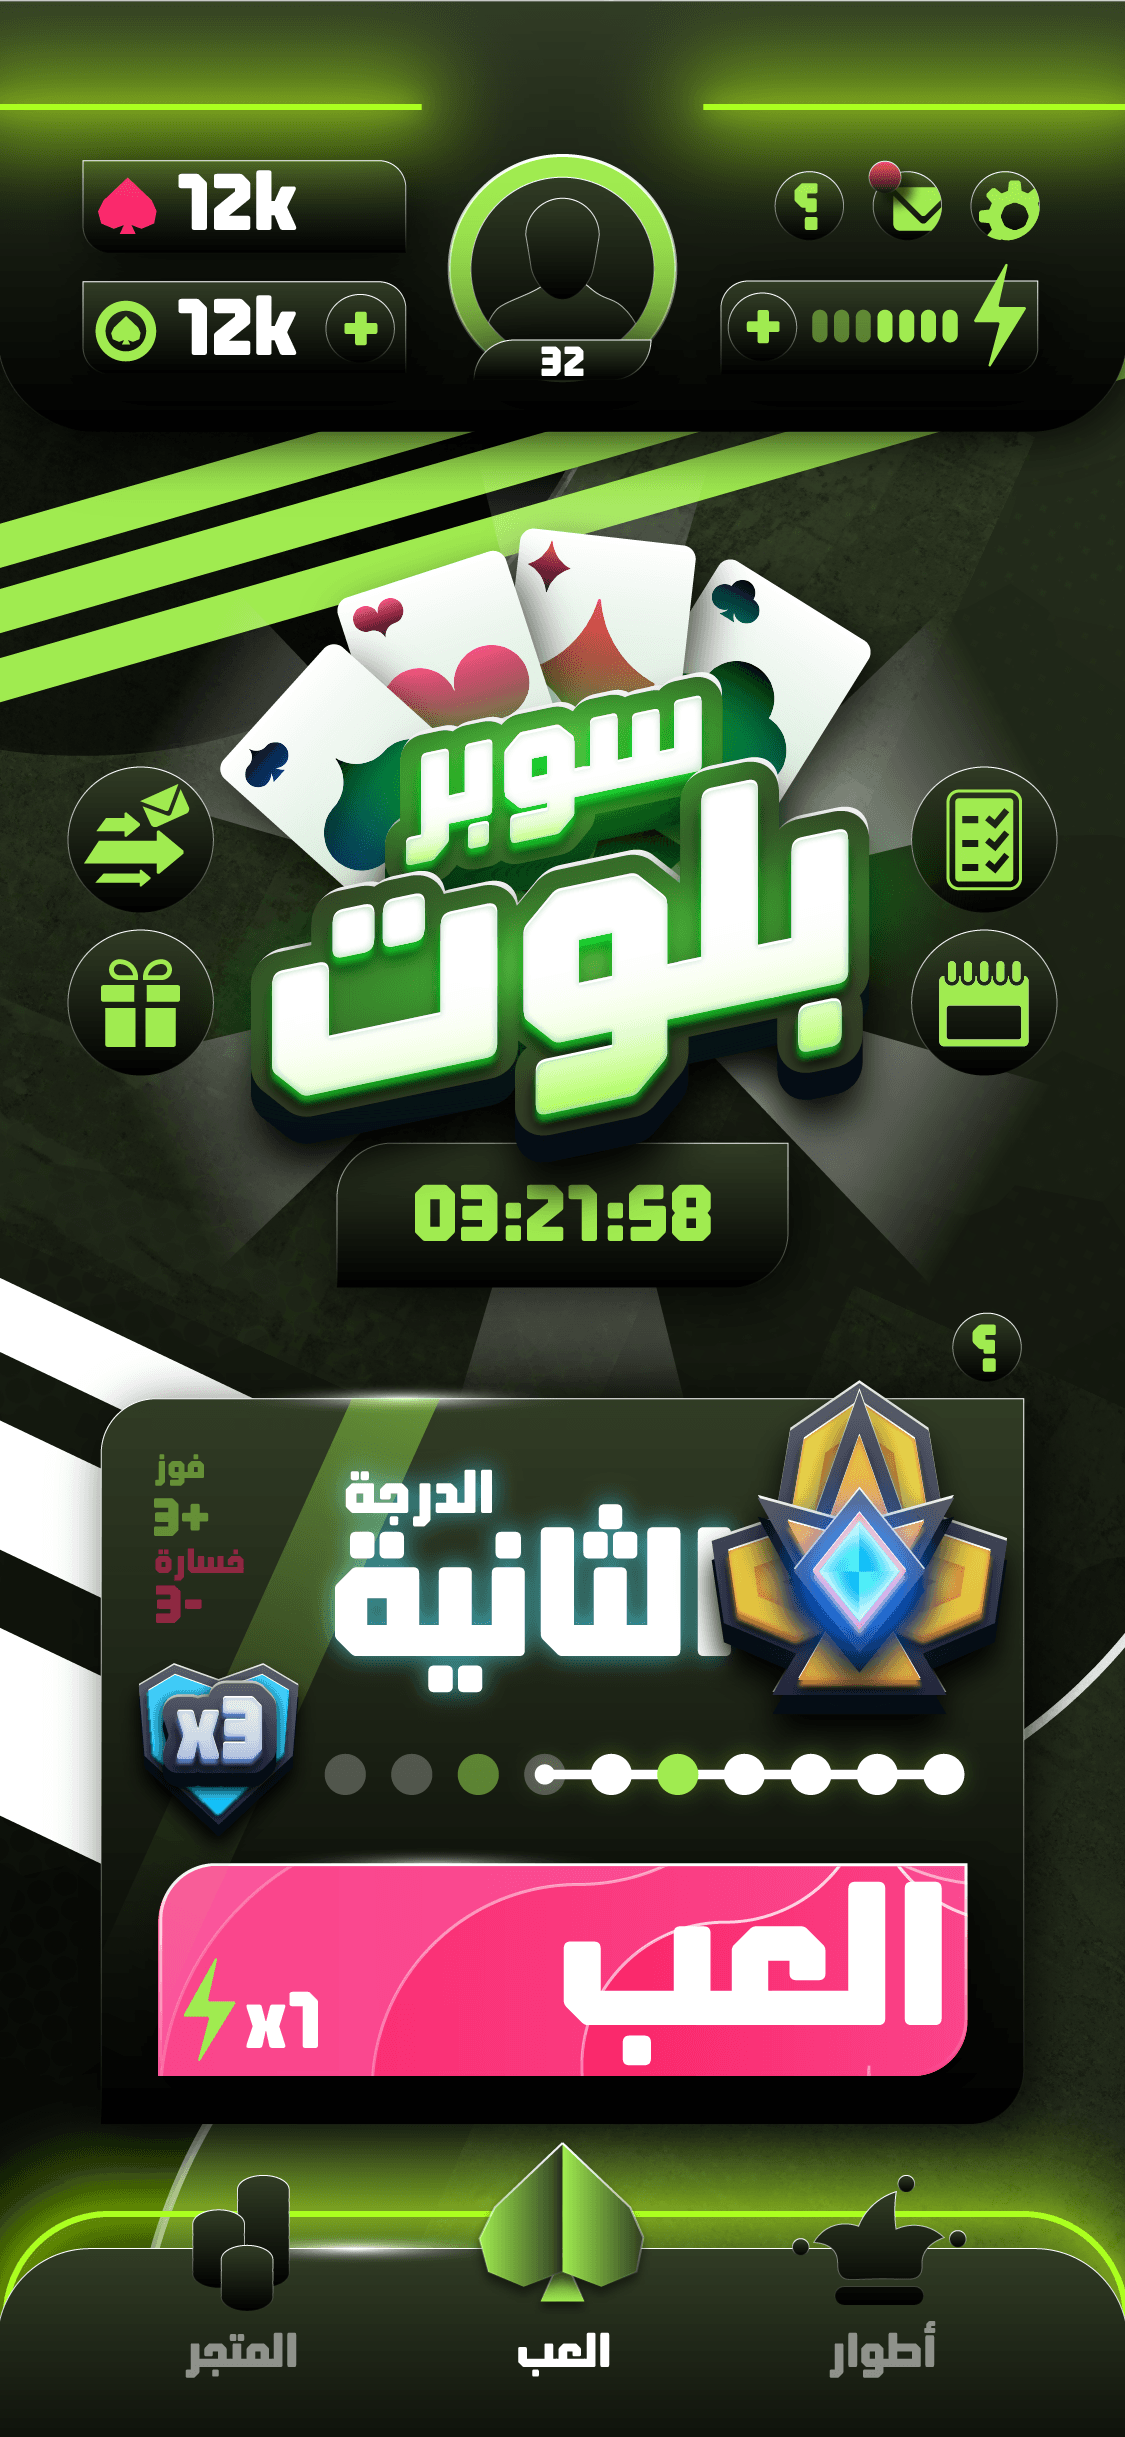 12k
؟
12k
32
سوبر
بلوت
03:21:58
؟
فوز
3+
خسارة
3-
الدرجة
الثانية
x3
العب
x1
أطوار
العب
المتجر